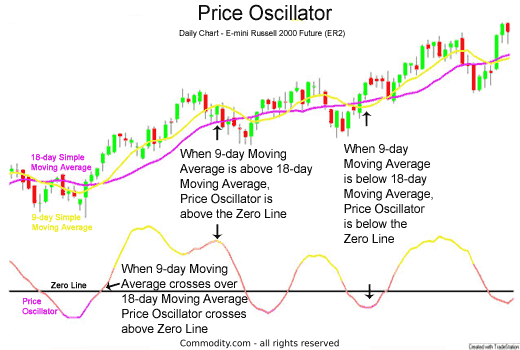 Price Oscillator
Daily Chart - E-mini Russell 2000 Future (ER2)
18-day Simple
Moving Average
9-day Simple
Moving Average
When 9-day Moving
Average is above 18-day
Moving Average,
Price Oscillator is
above the Zero Line
When 9-day
Moving Average
is below 18-day
Moving Average,
Price Oscillator
is below the
Zero Line
Zero Line
Price
Oscillator
When 9-day Moving
Average crosses over
18-day Moving Average
Price Oscillator crosses
above Zero Line
Commodity.com - all rights reserved
Created with TradeStation